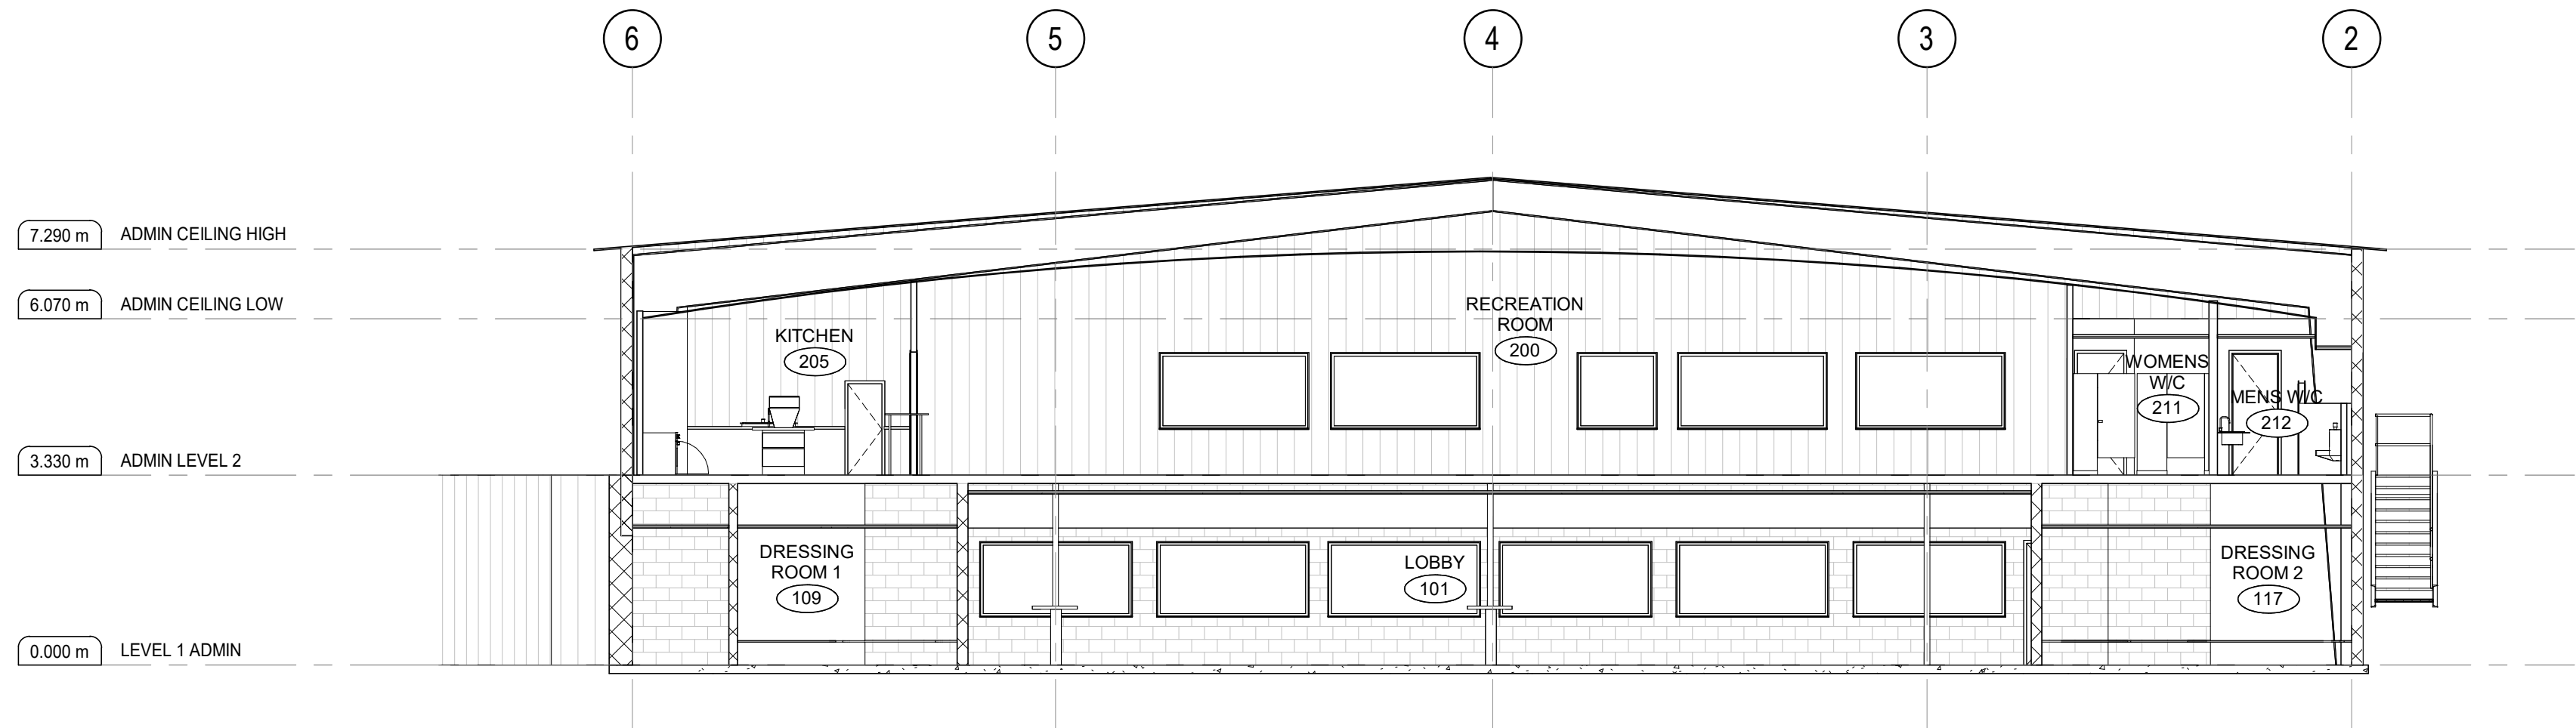 6
5
4
3
2
7.290 m ADMIN CEILING HIGH
6.070 m ADMIN CEILING LOW
3.330 m ADMIN LEVEL 2
0.000 m LEVEL 1 ADMIN
KITCHEN
205
RECREATION
ROOM
200
WOMENS
W/C
211
MENS W/C
212
DRESSING
ROOM 1
109
LOBBY
101
DRESSING
ROOM 2
117